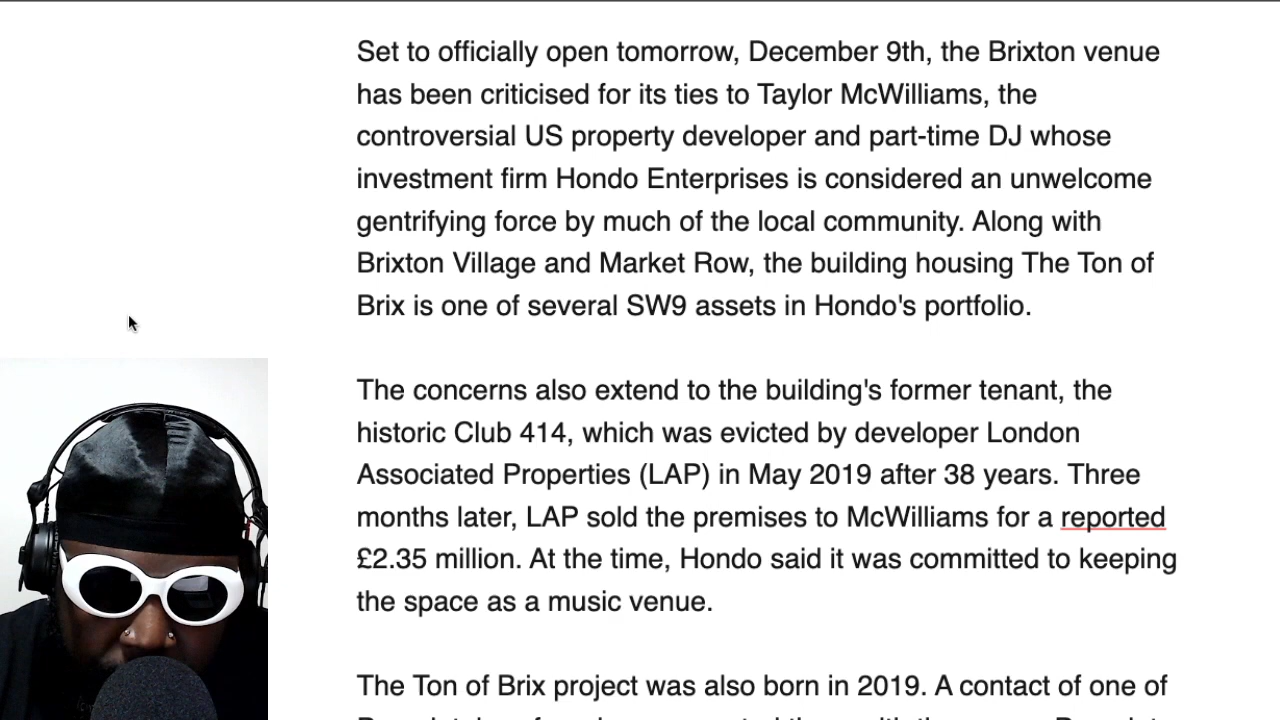 Set to officially open tomorrow, December 9th, the Brixton venue
has been criticised for its ties to Taylor McWilliams, the
controversial US property developer and part-time DJ whose
investment firm Hondo Enterprises is considered an unwelcome
gentrifying force by much of the local community. Along with
Brixton Village and Market Row, the building housing The Ton of
Brix is one of several SW9 assets in Hondo's portfolio.
The concerns also extend to the building's former tenant, the
historic Club 414, which was evicted by developer London
Associated Properties (LAP) in May 2019 after 38 years. Three
months later, LAP sold the premises to McWilliams for a reported
£2.35 million. At the time, Hondo said it was committed to keeping
the space as a music venue.
The Ton of Brix project was also born in 2019. A contact of one of